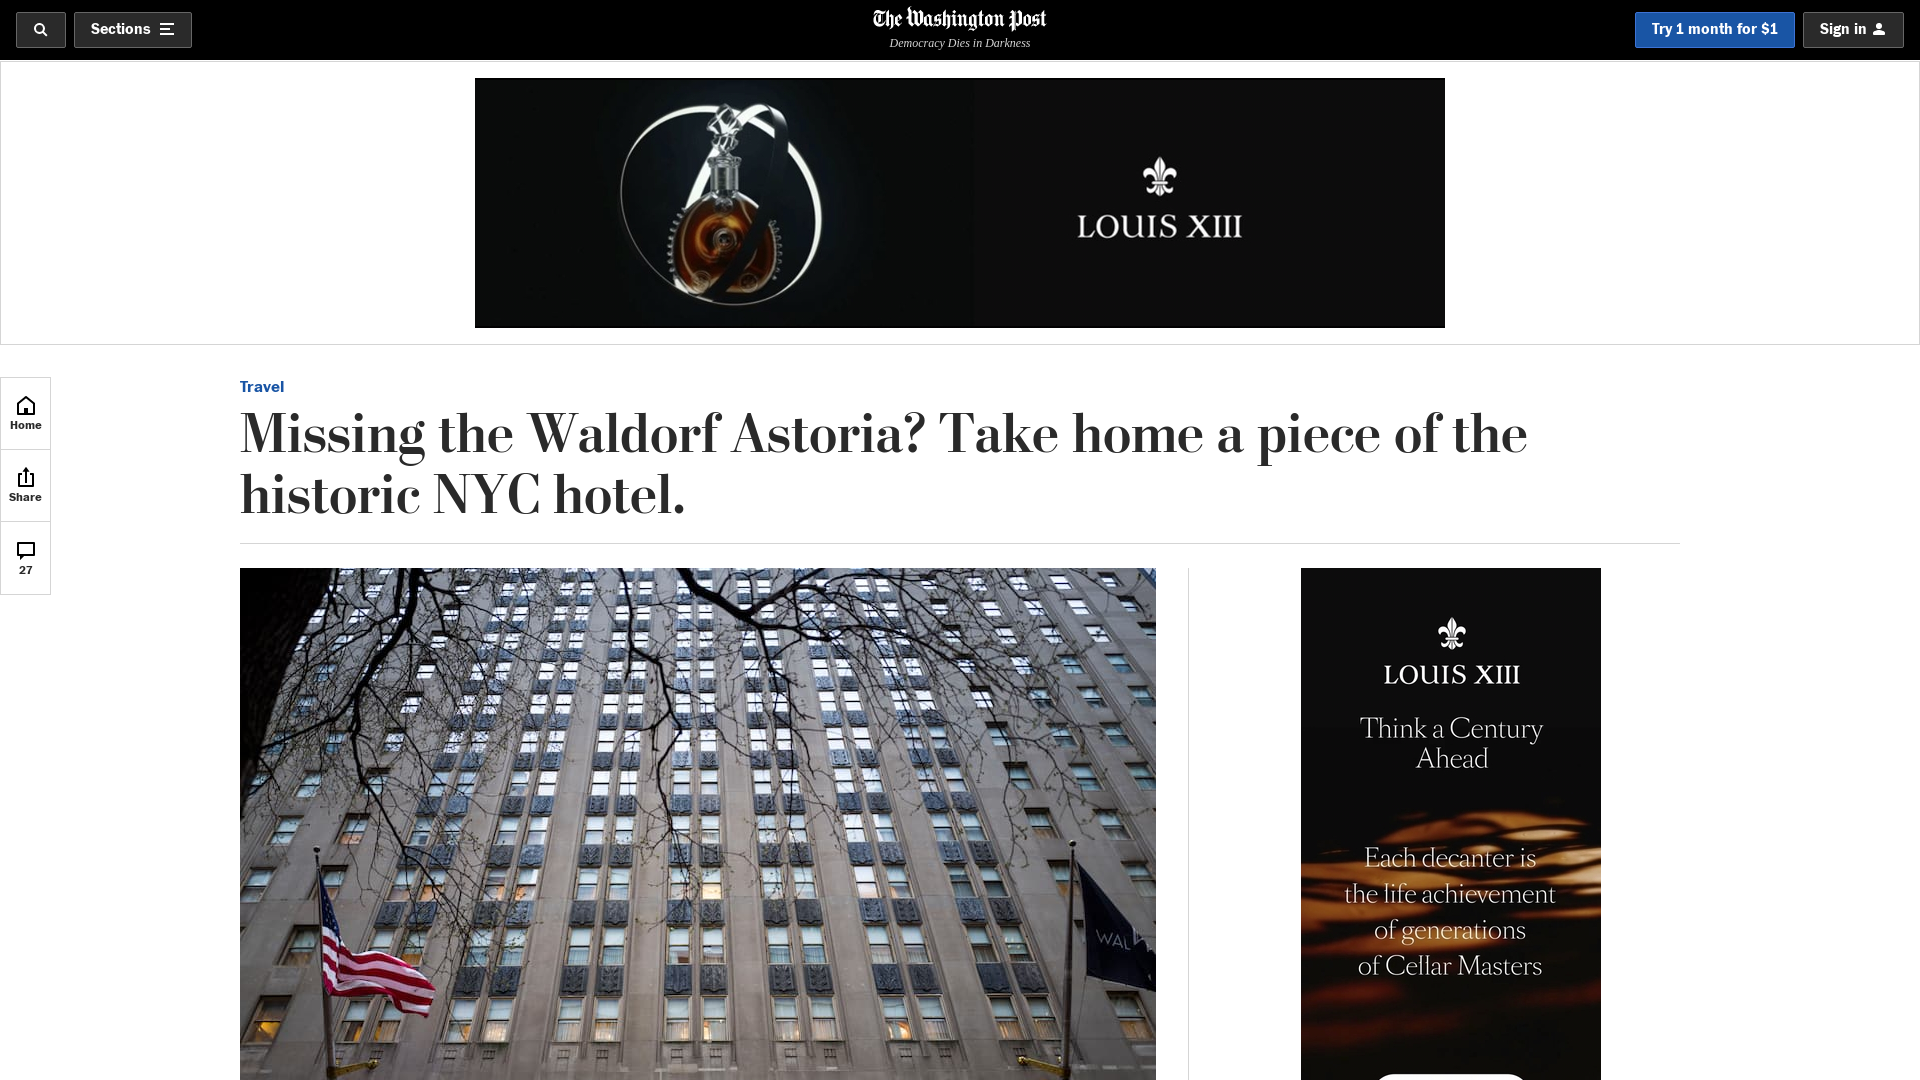 Sections
The Washington Post
Democracy Dies in Darkness
Try 1 month for $1
Sign in
LOUIS XIII
Home
Share
27
Travel
Missing the Waldorf Astoria? Take home a piece of the
historic NYC hotel.
WAL
LOUIS XIII
Think a Century
Ahead
Each decanter is
the life achievement
of generations
of Cellar Masters